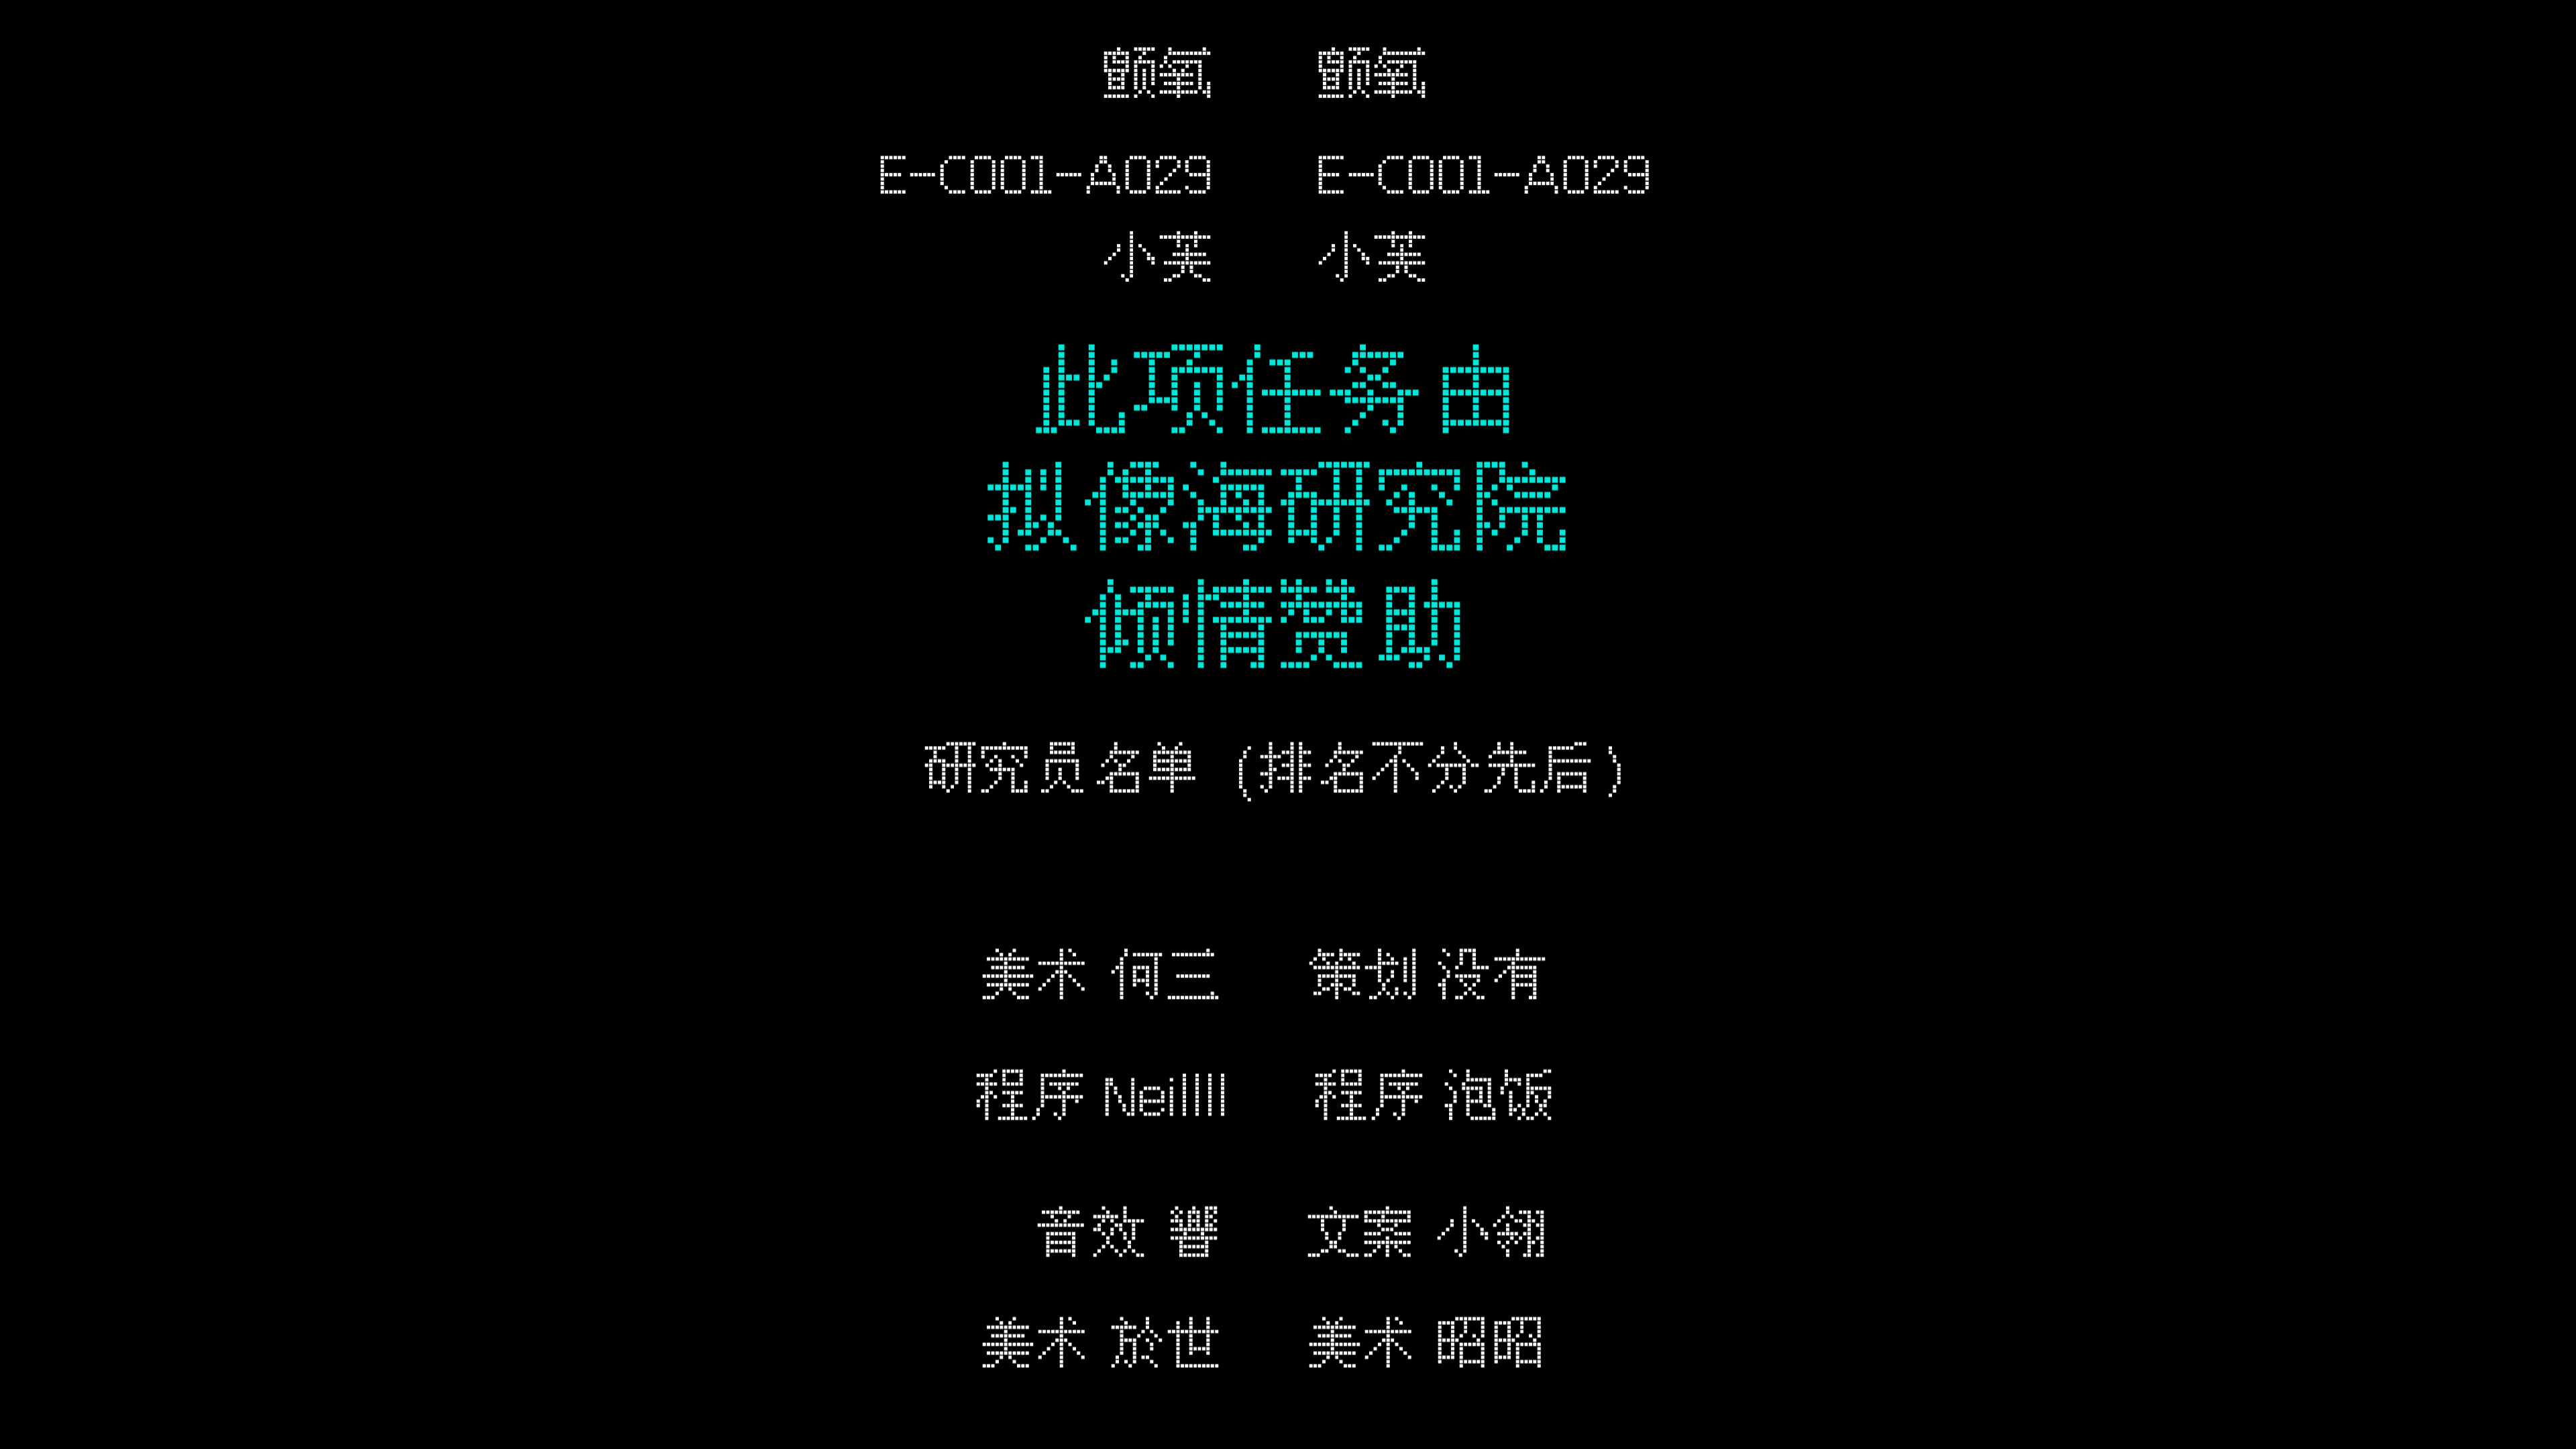 颤氧 颤氧
E-C001-A029 E-C001-A029
小芙 小芙
此项任务由
拟像海研究院
倾情赞助
研究员名单（排名不分先后）
美术 何三 策划 没有
程序 Neillll 程序 泡饭
音效 響 文案 小翎
美术 於世 美术 昭昭